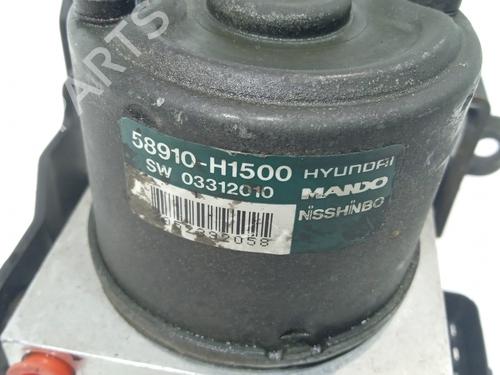 58910-H1500
SW 03312010
HYUNDAI
MANDO
NISSHINBO